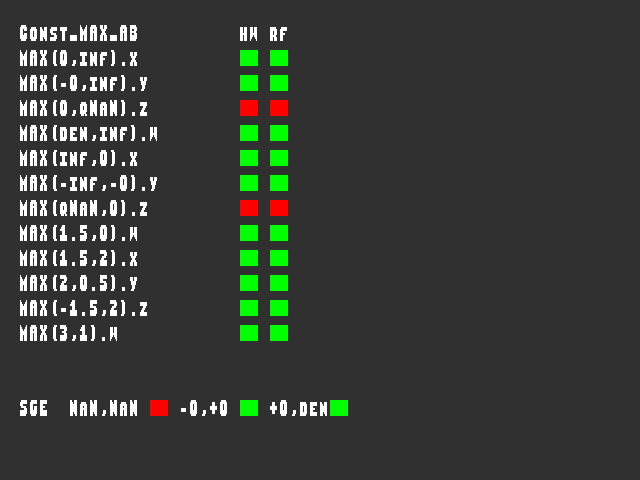 Const_MAX_AB HW RF
MAX(0,Inf).x
MAX(-0,Inf).y
MAX(0,qNaN).z
MAX(Den,Inf).w
MAX(Inf,0).x
MAX(-Inf,-0).y
MAX(qNaN,0).z
MAX(1.5,0).w
MAX(1.5,2).x
MAX(2,0.5).y
MAX(-1.5,2).z
MAX(3,1).w
SGE NaN,NaN -0,+0 +0,Den